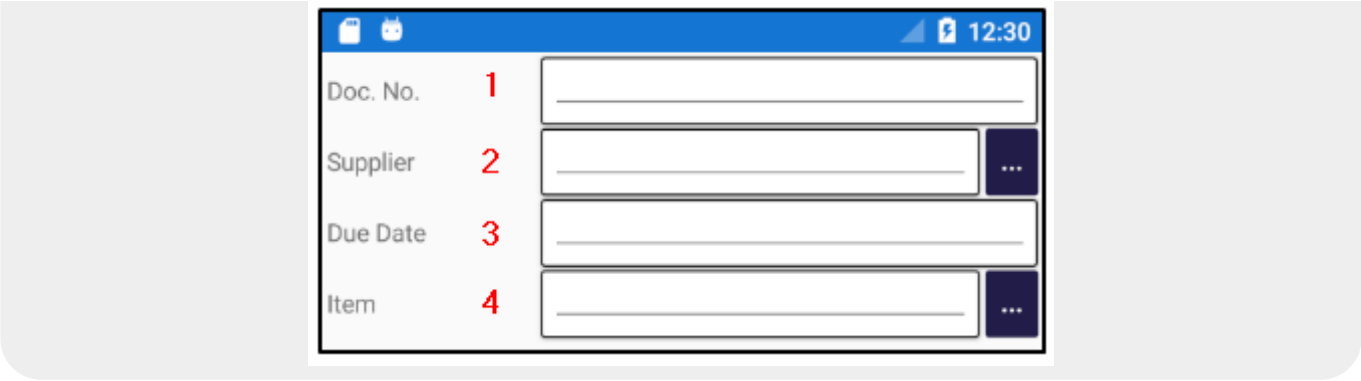 12:30
Doc. No. 1
Supplier 2 ...
Due Date 3
Item 4 ...